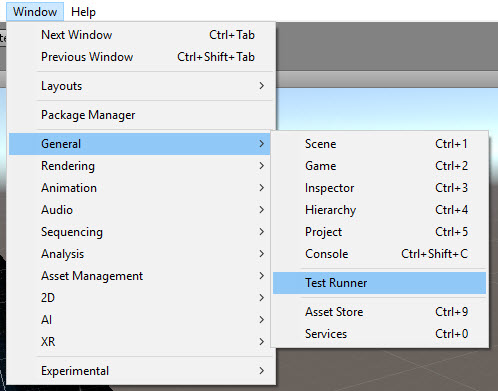 Window Help
te
Next Window Ctrl+Tab
Previous Window Ctrl+Shift+Tab
Layouts
Package Manager
General
Rendering
Animation
Audio
Sequencing
Analysis
Asset Management
2D
AI
XR
Experimental
Scene Ctrl+1
Game Ctrl+2
Inspector Ctrl+3
Hierarchy Ctrl+4
Project Ctrl+5
Console Ctrl+Shift+C
Test Runner
Asset Store Ctrl+9
Services Ctrl+0